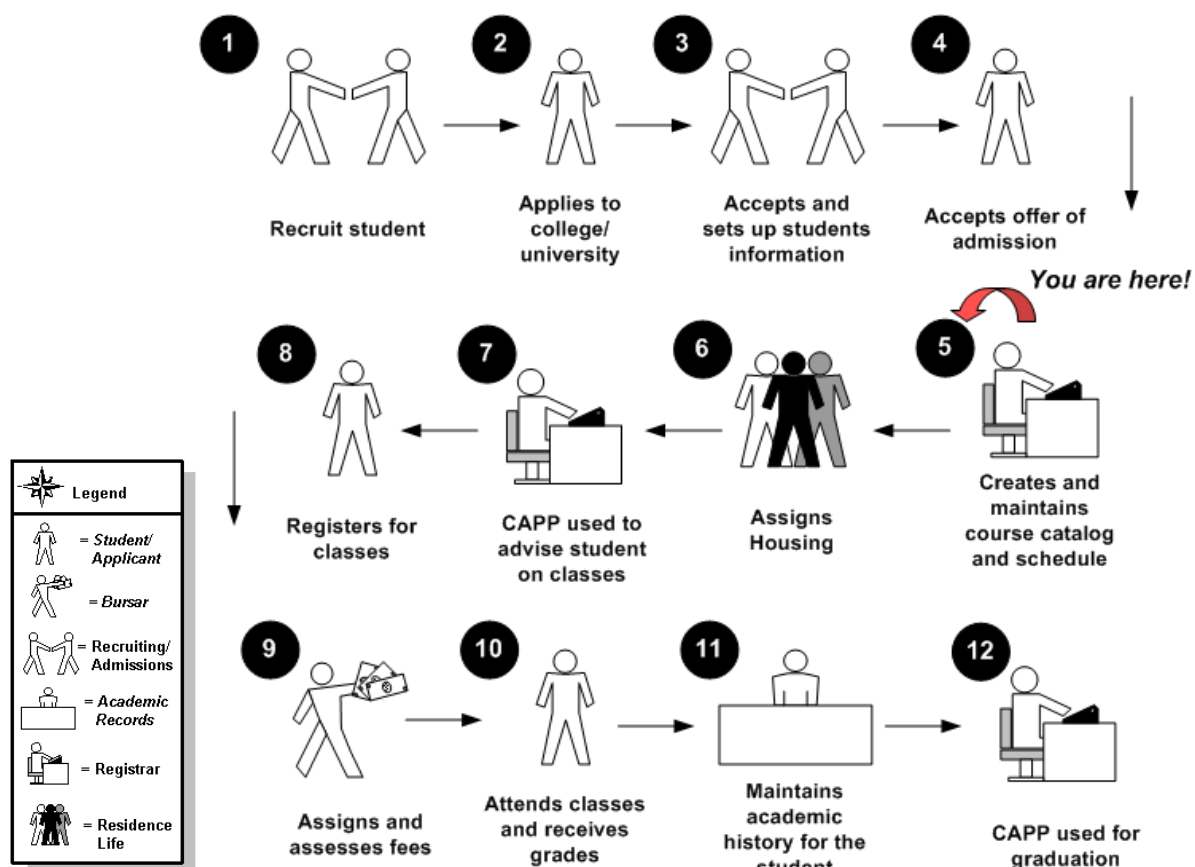 1
2
3
4
Recruit student
Applies to
college/
university
Accepts and
sets up students
information
Accepts offer of
admission
You are here!
5
6
7
8
Creates and
maintains
course catalog
and schedule
Assigns
Housing
CAPP used to
advise student
on classes
Registers for
classes
9
10
11
12
Assigns and
assesses fees
Attends classes
and receives
grades
Maintains
academic
history for the
student
CAPP used for
graduation
Legend
= Student/
Applicant
= Bursar
= Recruiting/
Admissions
= Academic
Records
= Registrar
= Residence
Life